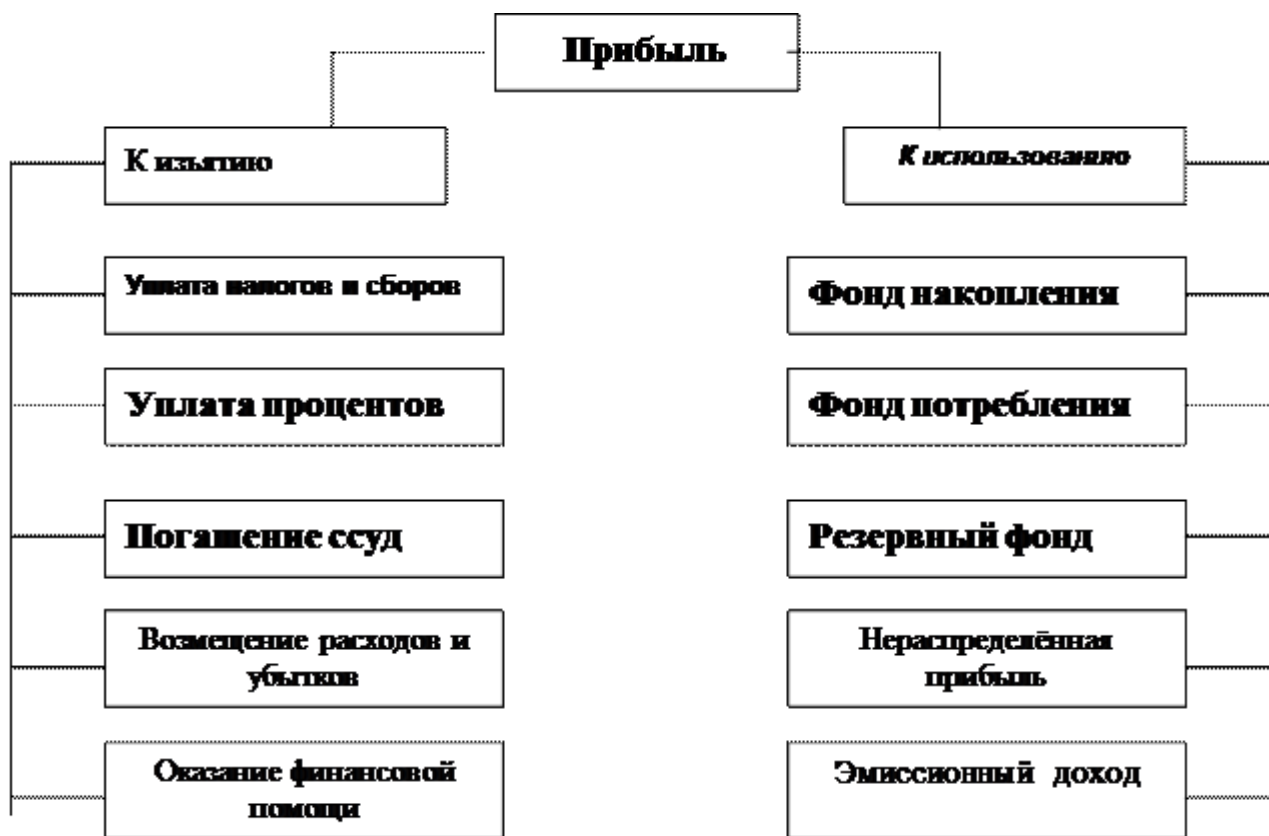 Прибыль
К изъятию
К использованию
Уплата налогов и сборов
Фонд накопления
Уплата процентов
Фонд потребления
Погашение ссуд
Резервный фонд
Возмещение расходов и
убытков
Нераспределённая
прибыль
Оказание финансовой
помощи
Эмиссионный доход